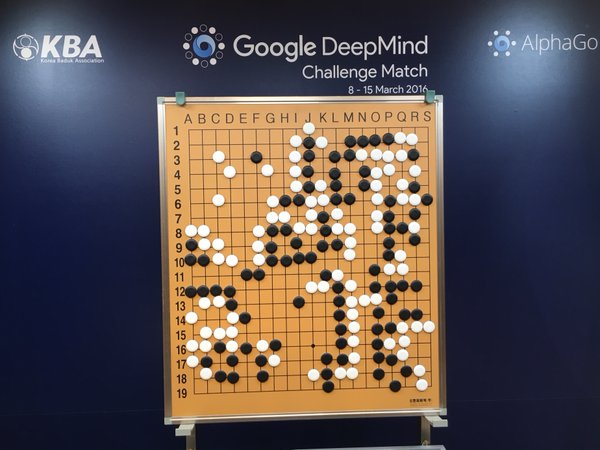 KBA
Korea Baduk Association
Google DeepMind
Challenge Match
8 - 15 March 2016
AlphaGo
A B C D E F G H I J K L M N O P Q R S
1
2
3
4
5
6
7
8
9
10
11
12
13
14
15
16
17
18
19